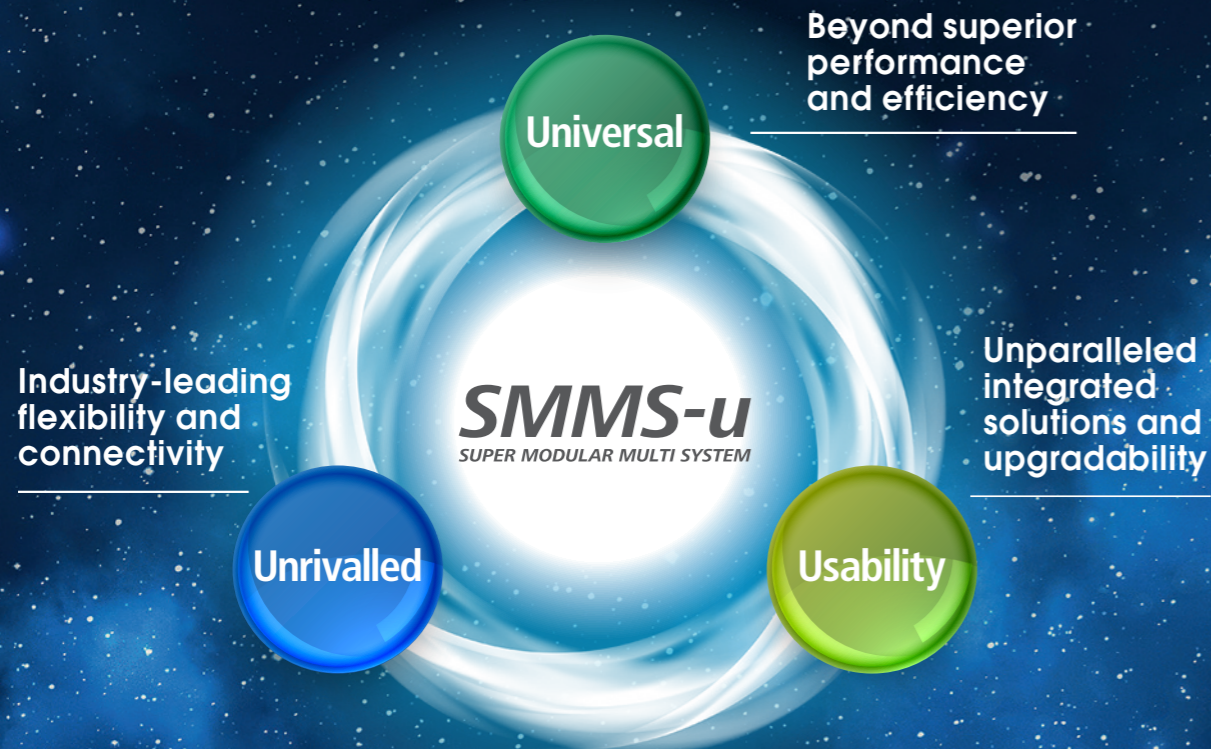 Beyond superior
performance
and efficiency
Universal
Industry-leading
flexibility and
connectivity
Unparalleled
integrated
solutions and
upgradability
SMMS-u
SUPER MODULAR MULTI SYSTEM
Unrivalled
Usability